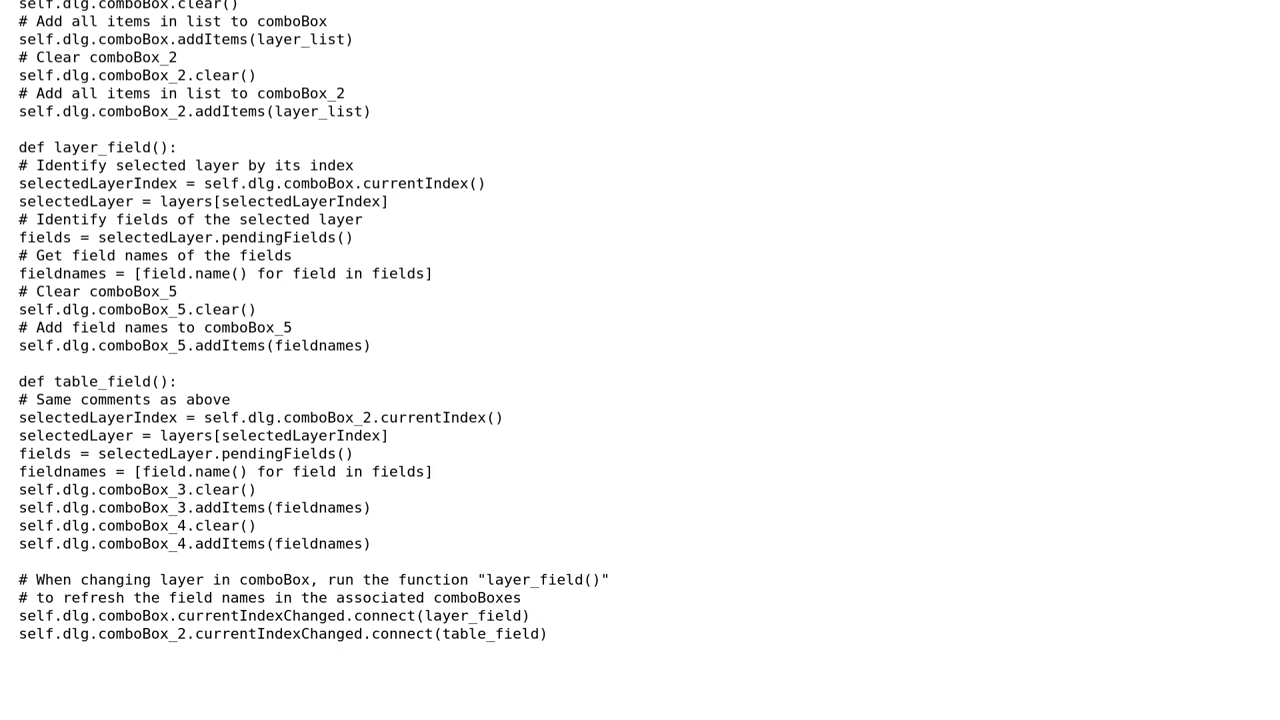 self.dlg.comboBox.clear()
# Add all items in list to comboBox
self.dlg.comboBox.addItems(layer_list)
# Clear comboBox_2
self.dlg.comboBox_2.clear()
# Add all items in list to comboBox_2
self.dlg.comboBox_2.addItems(layer_list)

def layer_field():
# Identify selected layer by its index
selectedLayerIndex = self.dlg.comboBox.currentIndex()
selectedLayer = layers[selectedLayerIndex]
# Identify fields of the selected layer
fields = selectedLayer.pendingFields()
# Get field names of the fields
fieldnames = [field.name() for field in fields]
# Clear comboBox_5
self.dlg.comboBox_5.clear()
# Add field names to comboBox_5
self.dlg.comboBox_5.addItems(fieldnames)

def table_field():
# Same comments as above
selectedLayerIndex = self.dlg.comboBox_2.currentIndex()
selectedLayer = layers[selectedLayerIndex]
fields = selectedLayer.pendingFields()
fieldnames = [field.name() for field in fields]
self.dlg.comboBox_3.clear()
self.dlg.comboBox_3.addItems(fieldnames)
self.dlg.comboBox_4.clear()
self.dlg.comboBox_4.addItems(fieldnames)

# When changing layer in comboBox, run the function "layer_field()"
# to refresh the field names in the associated comboBoxes
self.dlg.comboBox.currentIndexChanged.connect(layer_field)
self.dlg.comboBox_2.currentIndexChanged.connect(table_field)